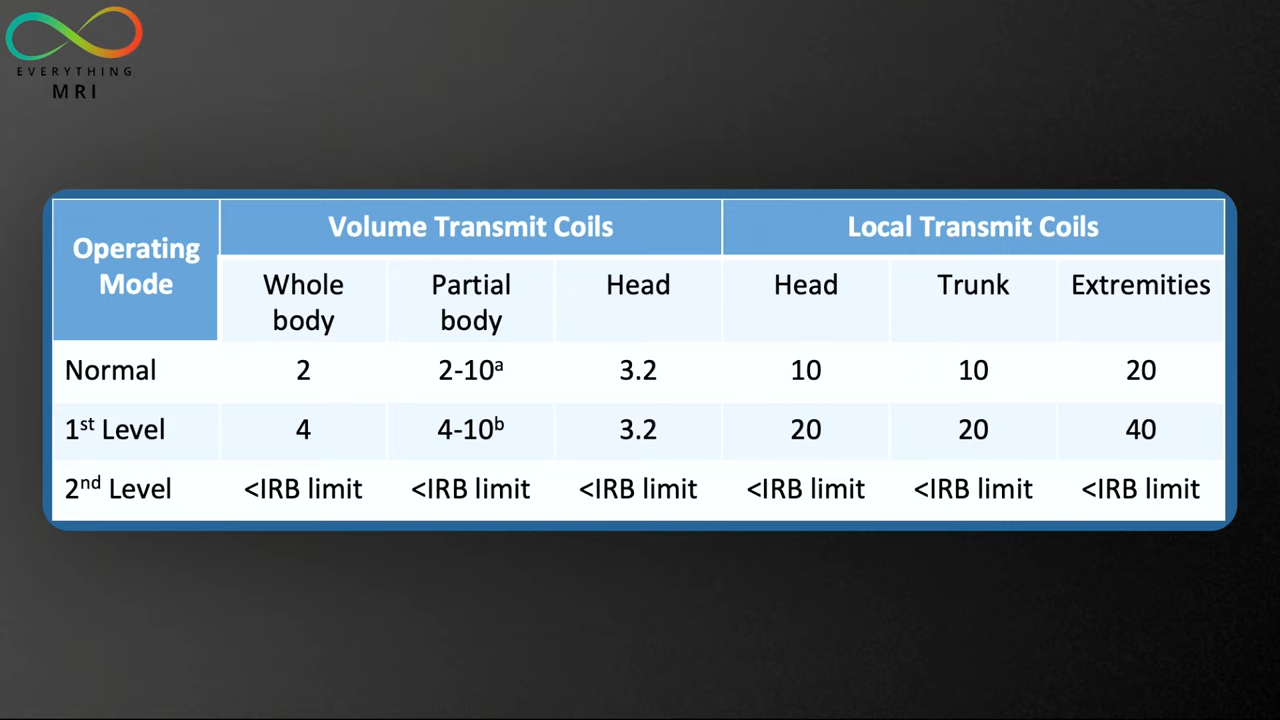 EVERYTHING
MRI
Operating Mode
Volume Transmit Coils
Local Transmit Coils
Whole body
Partial body
Head
Head
Trunk
Extremities
Normal 2 2-10ᵃ 3.2 10 10 20
1ˢᵗ Level 4 4-10ᵇ 3.2 20 20 40
2ⁿᵈ Level <IRB limit <IRB limit <IRB limit <IRB limit <IRB limit <IRB limit